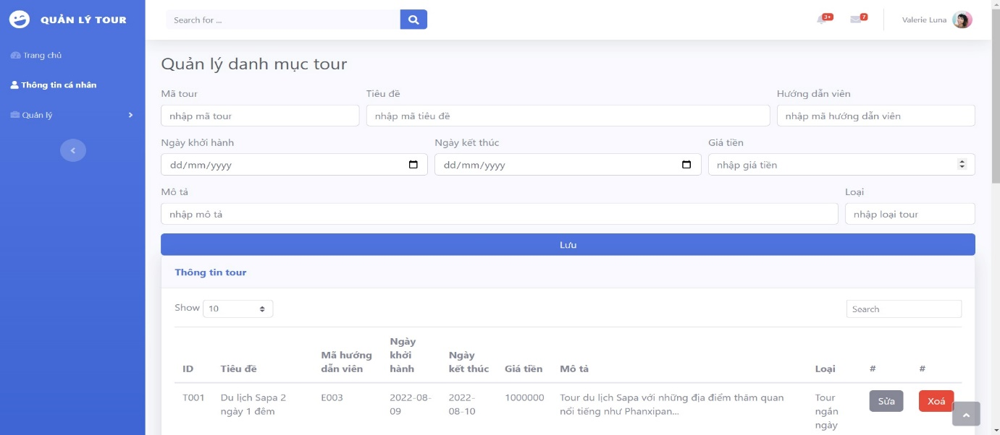 QUẢN LÝ TOUR
Search for ...
3+
7
Valerie Luna
Trang chủ
Thông tin cá nhân
Quản lý
Quản lý danh mục tour
Mã tour
Tiêu đề
Hướng dẫn viên
nhập mã tour
nhập mã tiêu đề
nhập mã hướng dẫn viên
Ngày khởi hành
Ngày kết thúc
Giá tiền
dd/mm/yyyy
dd/mm/yyyy
nhập giá tiền
Mô tả
Loại
nhập mô tả
nhập loại tour
Lưu
Thông tin tour
Show 10
Search
ID
Tiêu đề
Mã hướng
dẫn viên
Ngày
khởi
hành
Ngày
kết thúc
Giá tiền
Mô tả
Loại
#
#
T001
Du lịch Sapa 2
ngày 1 đêm
E003
2022-08-
09
2022-
08-10
1000000
Tour du lịch Sapa với những địa điểm thăm quan
nổi tiếng như Phanxipan...
Tour
ngắn
ngày
Sửa
Xoá